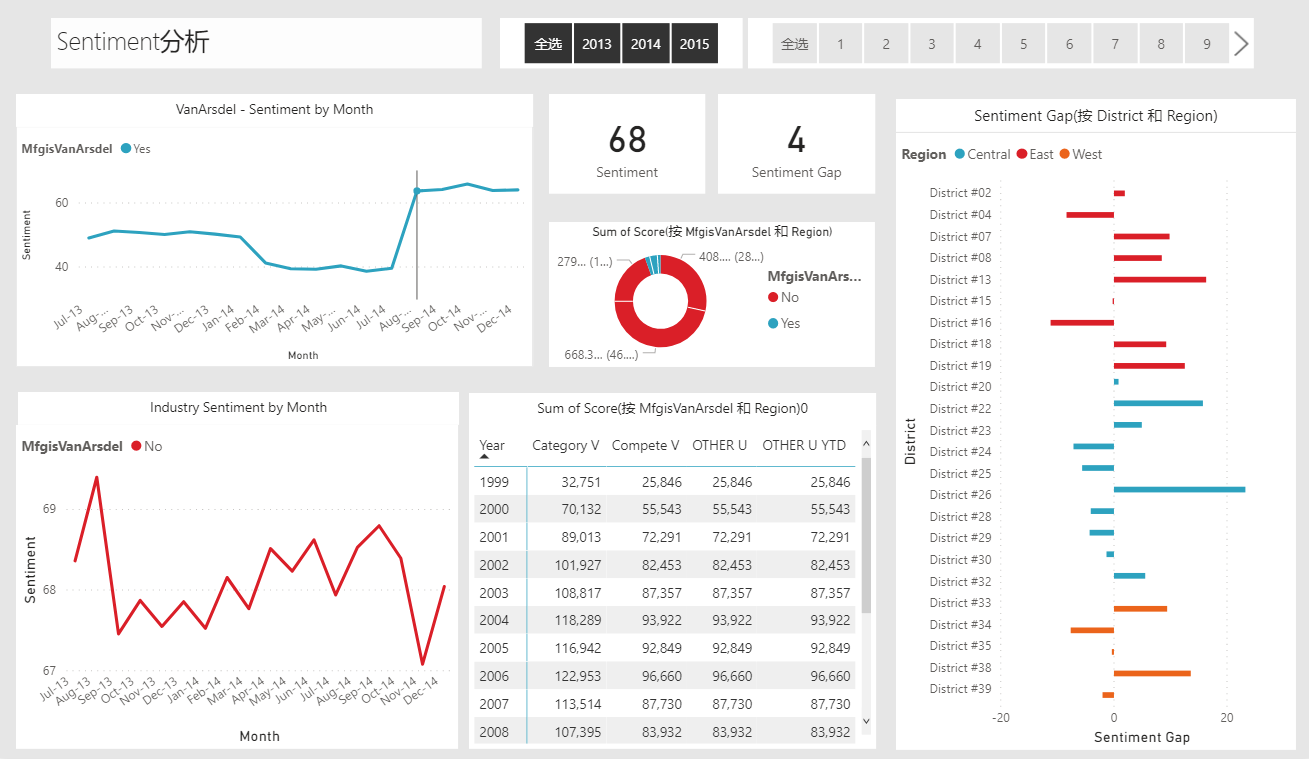 Sentiment分析
全选 2013 2014 2015
全选 1 2 3 4 5 6 7 8 9
VanArsdel - Sentiment by Month
MfgisVanArsdel Yes
Sentiment
60
40
Jul-13 Aug-... Sep-13 Oct-13 Nov-... Dec-13 Jan-14 Feb-14 Mar-14 Apr-14 May-... Jun-14 Jul-14 Aug-... Sep-14 Oct-14 Nov-... Dec-14
Month
68
Sentiment
4
Sentiment Gap
Sum of Score(按 MfgisVanArsdel 和 Region)
279... (1...)
408.... (28...)
668.3... (46....)
MfgisVanArs...
No
Yes
Industry Sentiment by Month
MfgisVanArsdel No
Sentiment
69
68
67
Jul-13 Aug-13 Sep-13 Oct-13 Nov-13 Dec-13 Jan-14 Feb-14 Mar-14 Apr-14 May-14 Jun-14 Jul-14 Aug-14 Sep-14 Oct-14 Nov-14 Dec-14
Month
Sum of Score(按 MfgisVanArsdel 和 Region)0
Year Category V Compete V OTHER U OTHER U YTD
1999 32,751 25,846 25,846 25,846
2000 70,132 55,543 55,543 55,543
2001 89,013 72,291 72,291 72,291
2002 101,927 82,453 82,453 82,453
2003 108,817 87,357 87,357 87,357
2004 118,289 93,922 93,922 93,922
2005 116,942 92,849 92,849 92,849
2006 122,953 96,660 96,660 96,660
2007 113,514 87,730 87,730 87,730
2008 107,395 83,932 83,932 83,932
Sentiment Gap(按 District 和 Region)
Region Central East West
District
District #02
District #04
District #07
District #08
District #13
District #15
District #16
District #18
District #19
District #20
District #22
District #23
District #24
District #25
District #26
District #28
District #29
District #30
District #32
District #33
District #34
District #35
District #38
District #39
-20 0 20
Sentiment Gap